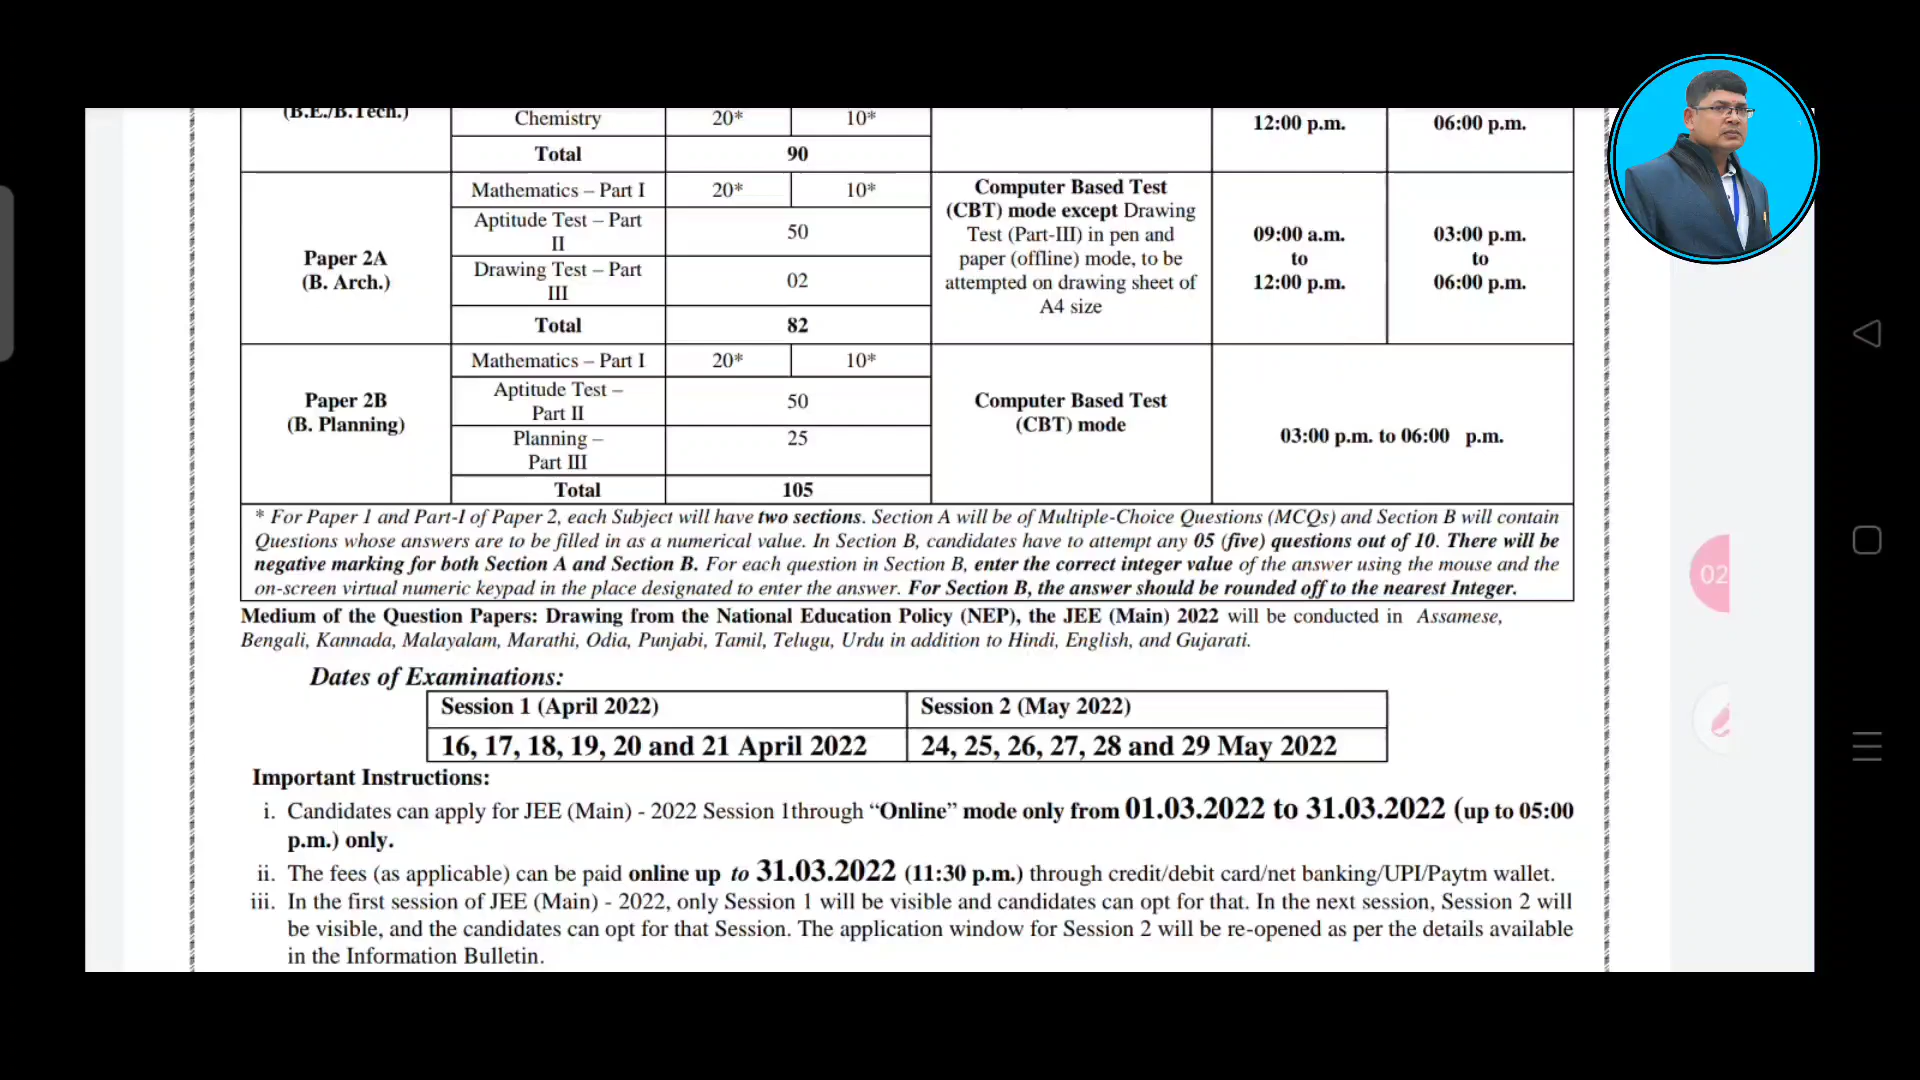 (B.E./B.Tech.)
Chemistry 20* 10*
12:00 p.m. 06:00 p.m.
Total 90
Paper 2A
(B. Arch.)
Mathematics – Part I 20* 10*
Aptitude Test – Part
II
50
Drawing Test – Part
III
02
Total 82
Computer Based Test
(CBT) mode except Drawing
Test (Part-III) in pen and
paper (offline) mode, to be
attempted on drawing sheet of
A4 size
09:00 a.m.
to
12:00 p.m.
03:00 p.m.
to
06:00 p.m.
Paper 2B
(B. Planning)
Mathematics – Part I 20* 10*
Aptitude Test –
Part II
50
Planning –
Part III
25
Total 105
Computer Based Test
(CBT) mode
03:00 p.m. to 06:00 p.m.
* For Paper 1 and Part-I of Paper 2, each Subject will have two sections. Section A will be of Multiple-Choice Questions (MCQs) and Section B will contain
Questions whose answers are to be filled in as a numerical value. In Section B, candidates have to attempt any 05 (five) questions out of 10. There will be
negative marking for both Section A and Section B. For each question in Section B, enter the correct integer value of the answer using the mouse and the
on-screen virtual numeric keypad in the place designated to enter the answer. For Section B, the answer should be rounded off to the nearest Integer.
Medium of the Question Papers: Drawing from the National Education Policy (NEP), the JEE (Main) 2022 will be conducted in Assamese,
Bengali, Kannada, Malayalam, Marathi, Odia, Punjabi, Tamil, Telugu, Urdu in addition to Hindi, English, and Gujarati.
Dates of Examinations:
Session 1 (April 2022) Session 2 (May 2022)
16, 17, 18, 19, 20 and 21 April 2022 24, 25, 26, 27, 28 and 29 May 2022
Important Instructions:
i. Candidates can apply for JEE (Main) - 2022 Session 1through “Online” mode only from 01.03.2022 to 31.03.2022 (up to 05:00
p.m.) only.
ii. The fees (as applicable) can be paid online up to 31.03.2022 (11:30 p.m.) through credit/debit card/net banking/UPI/Paytm wallet.
iii. In the first session of JEE (Main) - 2022, only Session 1 will be visible and candidates can opt for that. In the next session, Session 2 will
be visible, and the candidates can opt for that Session. The application window for Session 2 will be re-opened as per the details available
in the Information Bulletin.
02